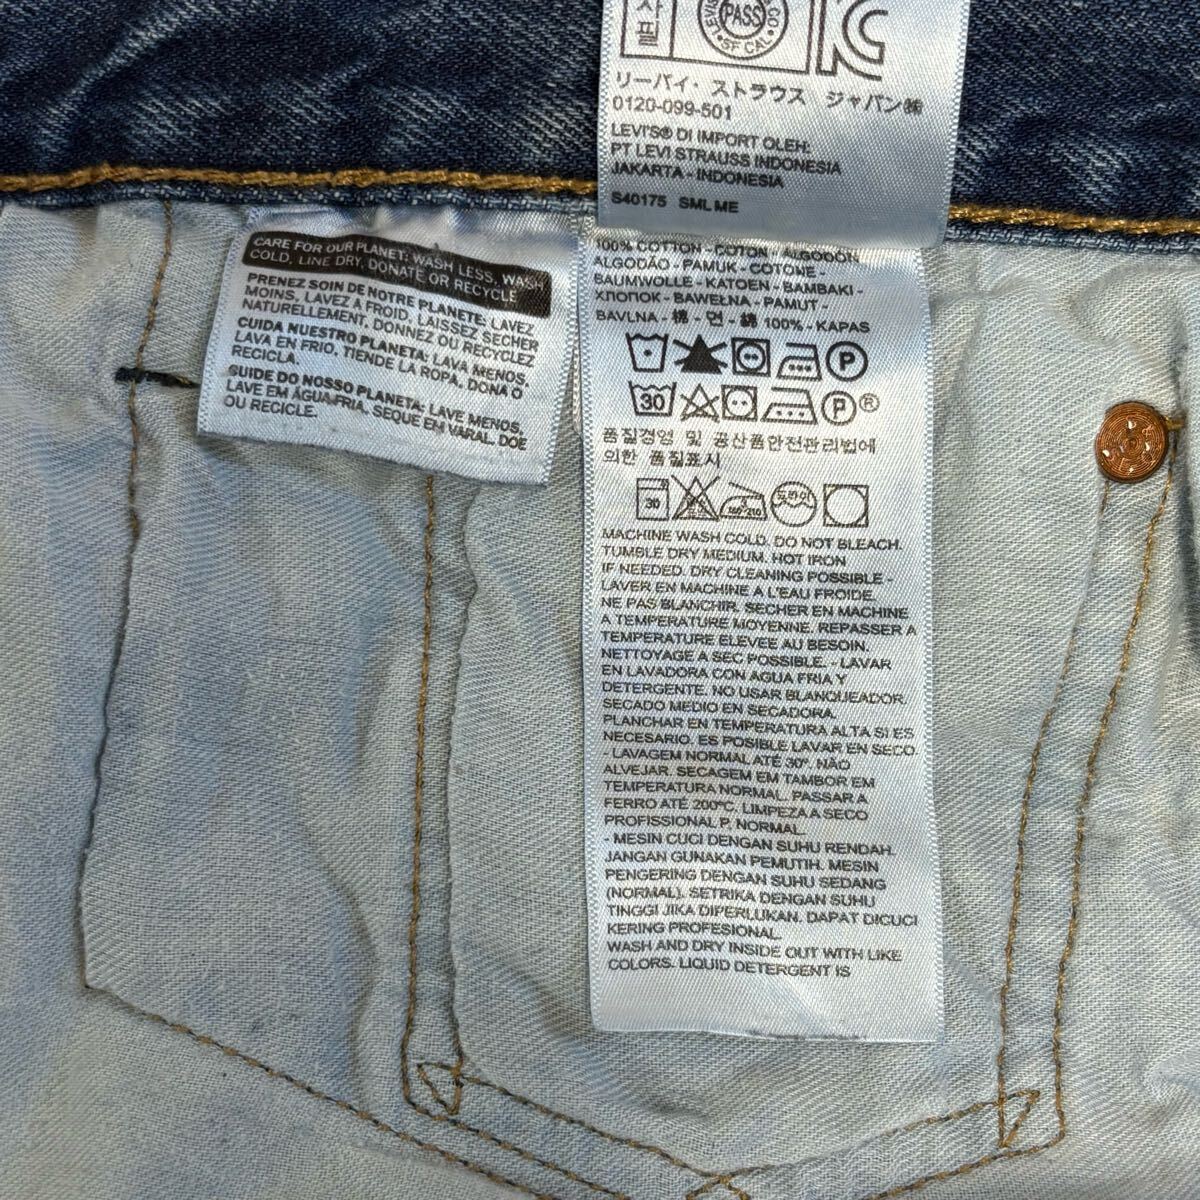 사
필
PASS
SF CAL
리ーバイ・ストラウス ジャパン㈱
0120-099-501
LEVI'S® DI IMPORT OLEH:
PT LEVI STRAUSS INDONESIA
JAKARTA - INDONESIA
S40175 SML ME
CARE FOR OUR PLANET: WASH LESS, WASH
COLD, LINE DRY, DONATE OR RECYCLE
PRENEZ SOIN DE NOTRE PLANETE: LAVEZ
MOINS, LAVEZ A FROID, LAISSEZ SECHER
NATURELLEMENT, DONNEZ OU RECYCLEZ
CUIDA NUESTRO PLANETA: LAVA MENOS,
LAVA EN FRIO, TIENDE LA ROPA, DONA O
RECICLA.
GUIDE DO NOSSO PLANETA: LAVE MENOS,
LAVE EM ÁGUA FRIA, SEQUE EM VARAL. DOE
OU RECICLE.
100% COTTON - COTON - ALGODÓN
ALGODÃO - PAMUK - COTONE -
BAUMWOLLE - KATOEN - BAMBAKI -
ХЛОПОК - BAWEŁNA - PAMUT -
BAVLNA - 棉 - 면 - 綿 100% - KAPAS
P
30 P ®
품질경영 및 공산품안전관리법에
의한 품질표시
30 180-210 드라이
MACHINE WASH COLD. DO NOT BLEACH.
TUMBLE DRY MEDIUM. HOT IRON
IF NEEDED. DRY CLEANING POSSIBLE -
LAVER EN MACHINE A L'EAU FROIDE.
NE PAS BLANCHIR. SECHER EN MACHINE
A TEMPERATURE MOYENNE. REPASSER A
TEMPERATURE ELEVEE AU BESOIN.
NETTOYAGE A SEC POSSIBLE. - LAVAR
EN LAVADORA CON AGUA FRIA Y
DETERGENTE. NO USAR BLANQUEADOR.
SECADO MEDIO EN SECADORA.
PLANCHAR EN TEMPERATURA ALTA SI ES
NECESARIO. ES POSIBLE LAVAR EN SECO.
- LAVAGEM NORMAL ATÉ 30°. NÃO
ALVEJAR. SECAGEM EM TAMBOR EM
TEMPERATURA NORMAL. PASSAR A
FERRO ATÉ 200ºC. LIMPEZA A SECO
PROFISSIONAL P. NORMAL.
- MESIN CUCI DENGAN SUHU RENDAH.
JANGAN GUNAKAN PEMUTIH. MESIN
PENGERING DENGAN SUHU SEDANG
(NORMAL). SETRIKA DENGAN SUHU
TINGGI JIKA DIPERLUKAN. DAPAT DICUCI
KERING PROFESIONAL.
WASH AND DRY INSIDE OUT WITH LIKE
COLORS. LIQUID DETERGENT IS